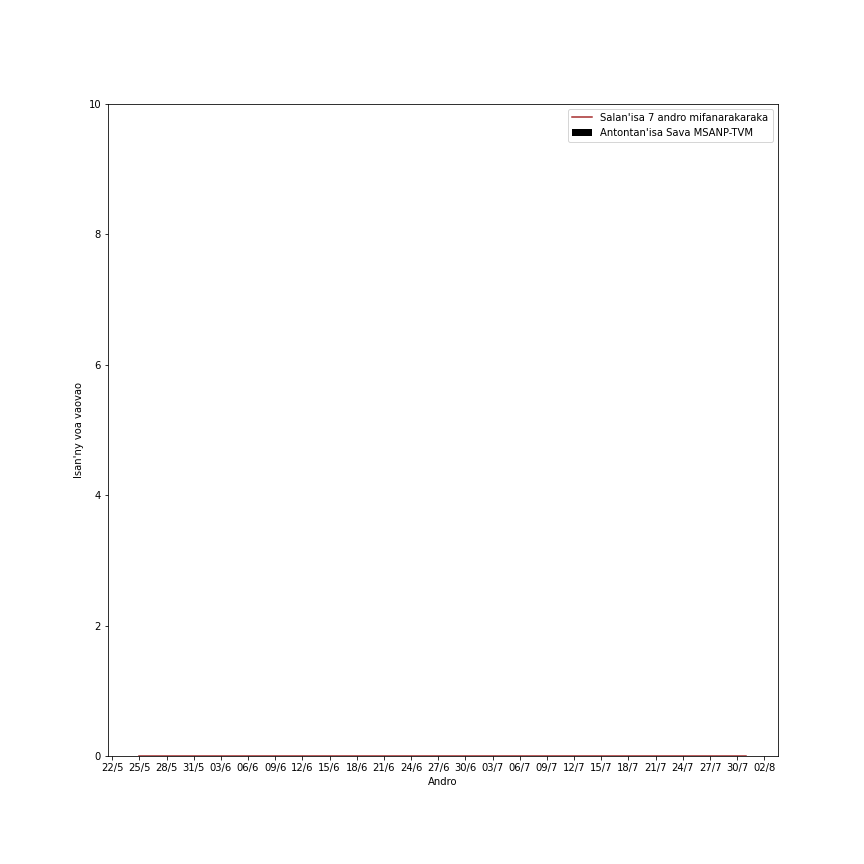 Salan'isa 7 andro mifanarakaraka
Antontan'isa Sava MSANP-TVM
10
8
6
4
2
0
Isan'ny voa vaovao
22/5 25/5 28/5 31/5 03/6 06/6 09/6 12/6 15/6 18/6 21/6 24/6 27/6 30/6 03/7 06/7 09/7 12/7 15/7 18/7 21/7 24/7 27/7 30/7 02/8
Andro